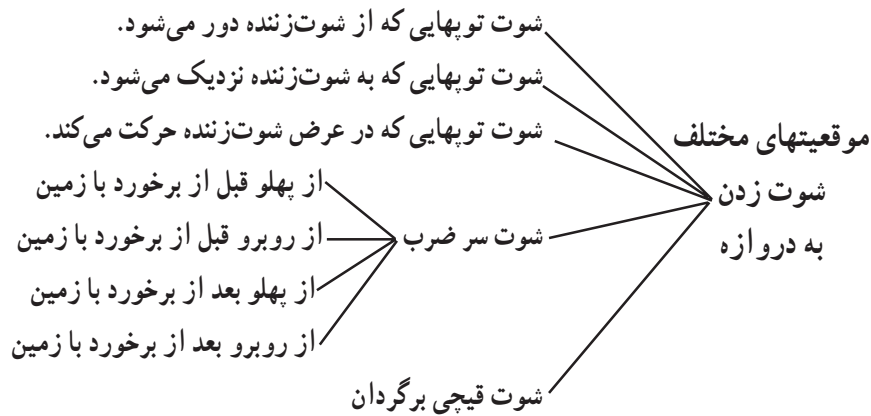 موقعیتهای مختلف
شوت زدن
به دروازه
شوت توپهایی که از شوت‌زننده دور می‌شود.
شوت توپهایی که به شوت‌زننده نزدیک می‌شود.
شوت توپهایی که در عرض شوت‌زننده حرکت می‌کند.
شوت سر ضرب
از پهلو قبل از برخورد با زمین
از روبرو قبل از برخورد با زمین
از پهلو بعد از برخورد با زمین
از روبرو بعد از برخورد با زمین
شوت قیچی برگردان